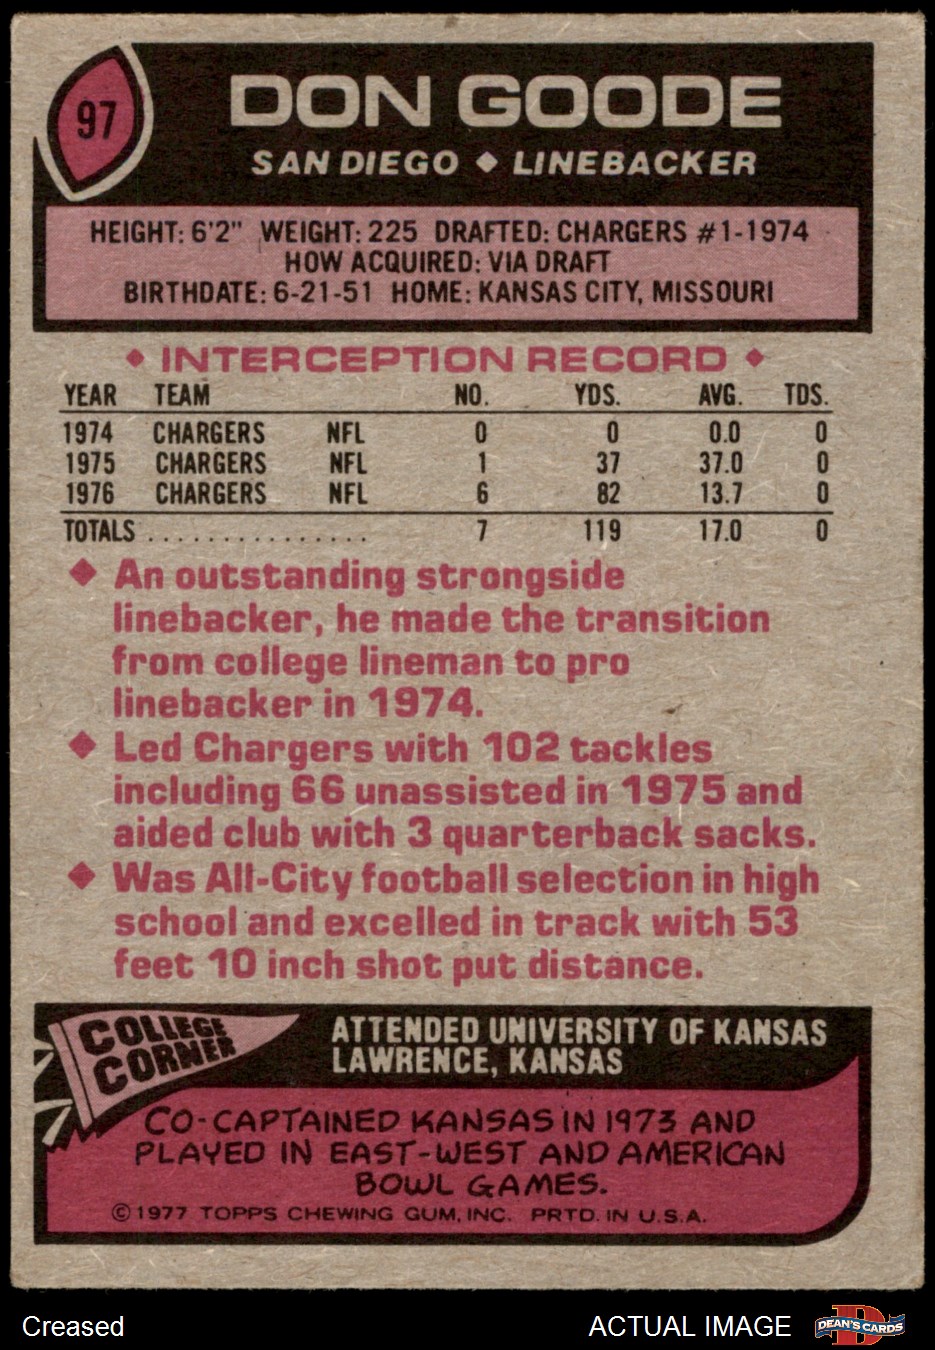 97
DON GOODE
SAN DIEGO ◆ LINEBACKER
HEIGHT: 6'2" WEIGHT: 225 DRAFTED: CHARGERS #1-1974
HOW ACQUIRED: VIA DRAFT
BIRTHDATE: 6-21-51 HOME: KANSAS CITY, MISSOURI
◆ INTERCEPTION RECORD ◆
YEAR TEAM NO. YDS. AVG. TDS.
1974 CHARGERS NFL 0 0 0.0 0
1975 CHARGERS NFL 1 37 37.0 0
1976 CHARGERS NFL 6 82 13.7 0
TOTALS ............... 7 119 17.0 0
◆ An outstanding strongside
linebacker, he made the transition
from college lineman to pro
linebacker in 1974.
◆ Led Chargers with 102 tackles
including 66 unassisted in 1975 and
aided club with 3 quarterback sacks.
◆ Was All-City football selection in high
school and excelled in track with 53
feet 10 inch shot put distance.
COLLEGE
CORNER
ATTENDED UNIVERSITY OF KANSAS
LAWRENCE, KANSAS
CO-CAPTAINED KANSAS IN 1973 AND
PLAYED IN EAST-WEST AND AMERICAN
BOWL GAMES.
©1977 TOPPS CHEWING GUM, INC. PRTD. IN U.S.A.
Creased
ACTUAL IMAGE
D
DEAN'S CARDS